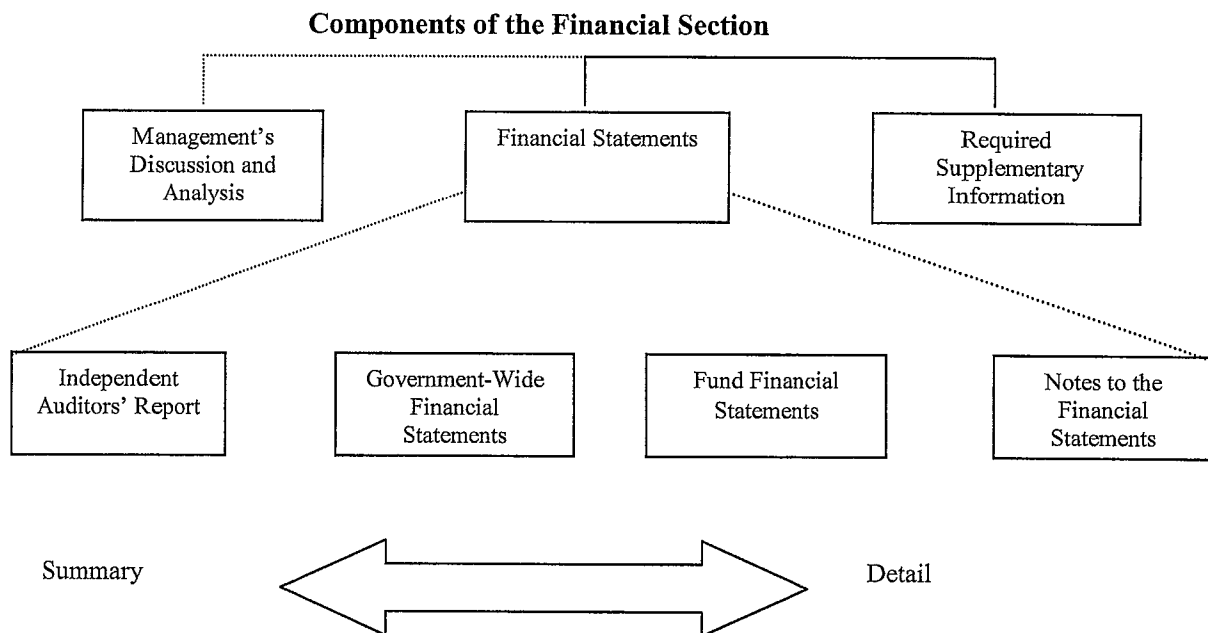 Components of the Financial Section
Management’s
Discussion and
Analysis
Financial Statements
Required
Supplementary
Information
Independent
Auditors’ Report
Government-Wide
Financial
Statements
Fund Financial
Statements
Notes to the
Financial
Statements
Summary
Detail